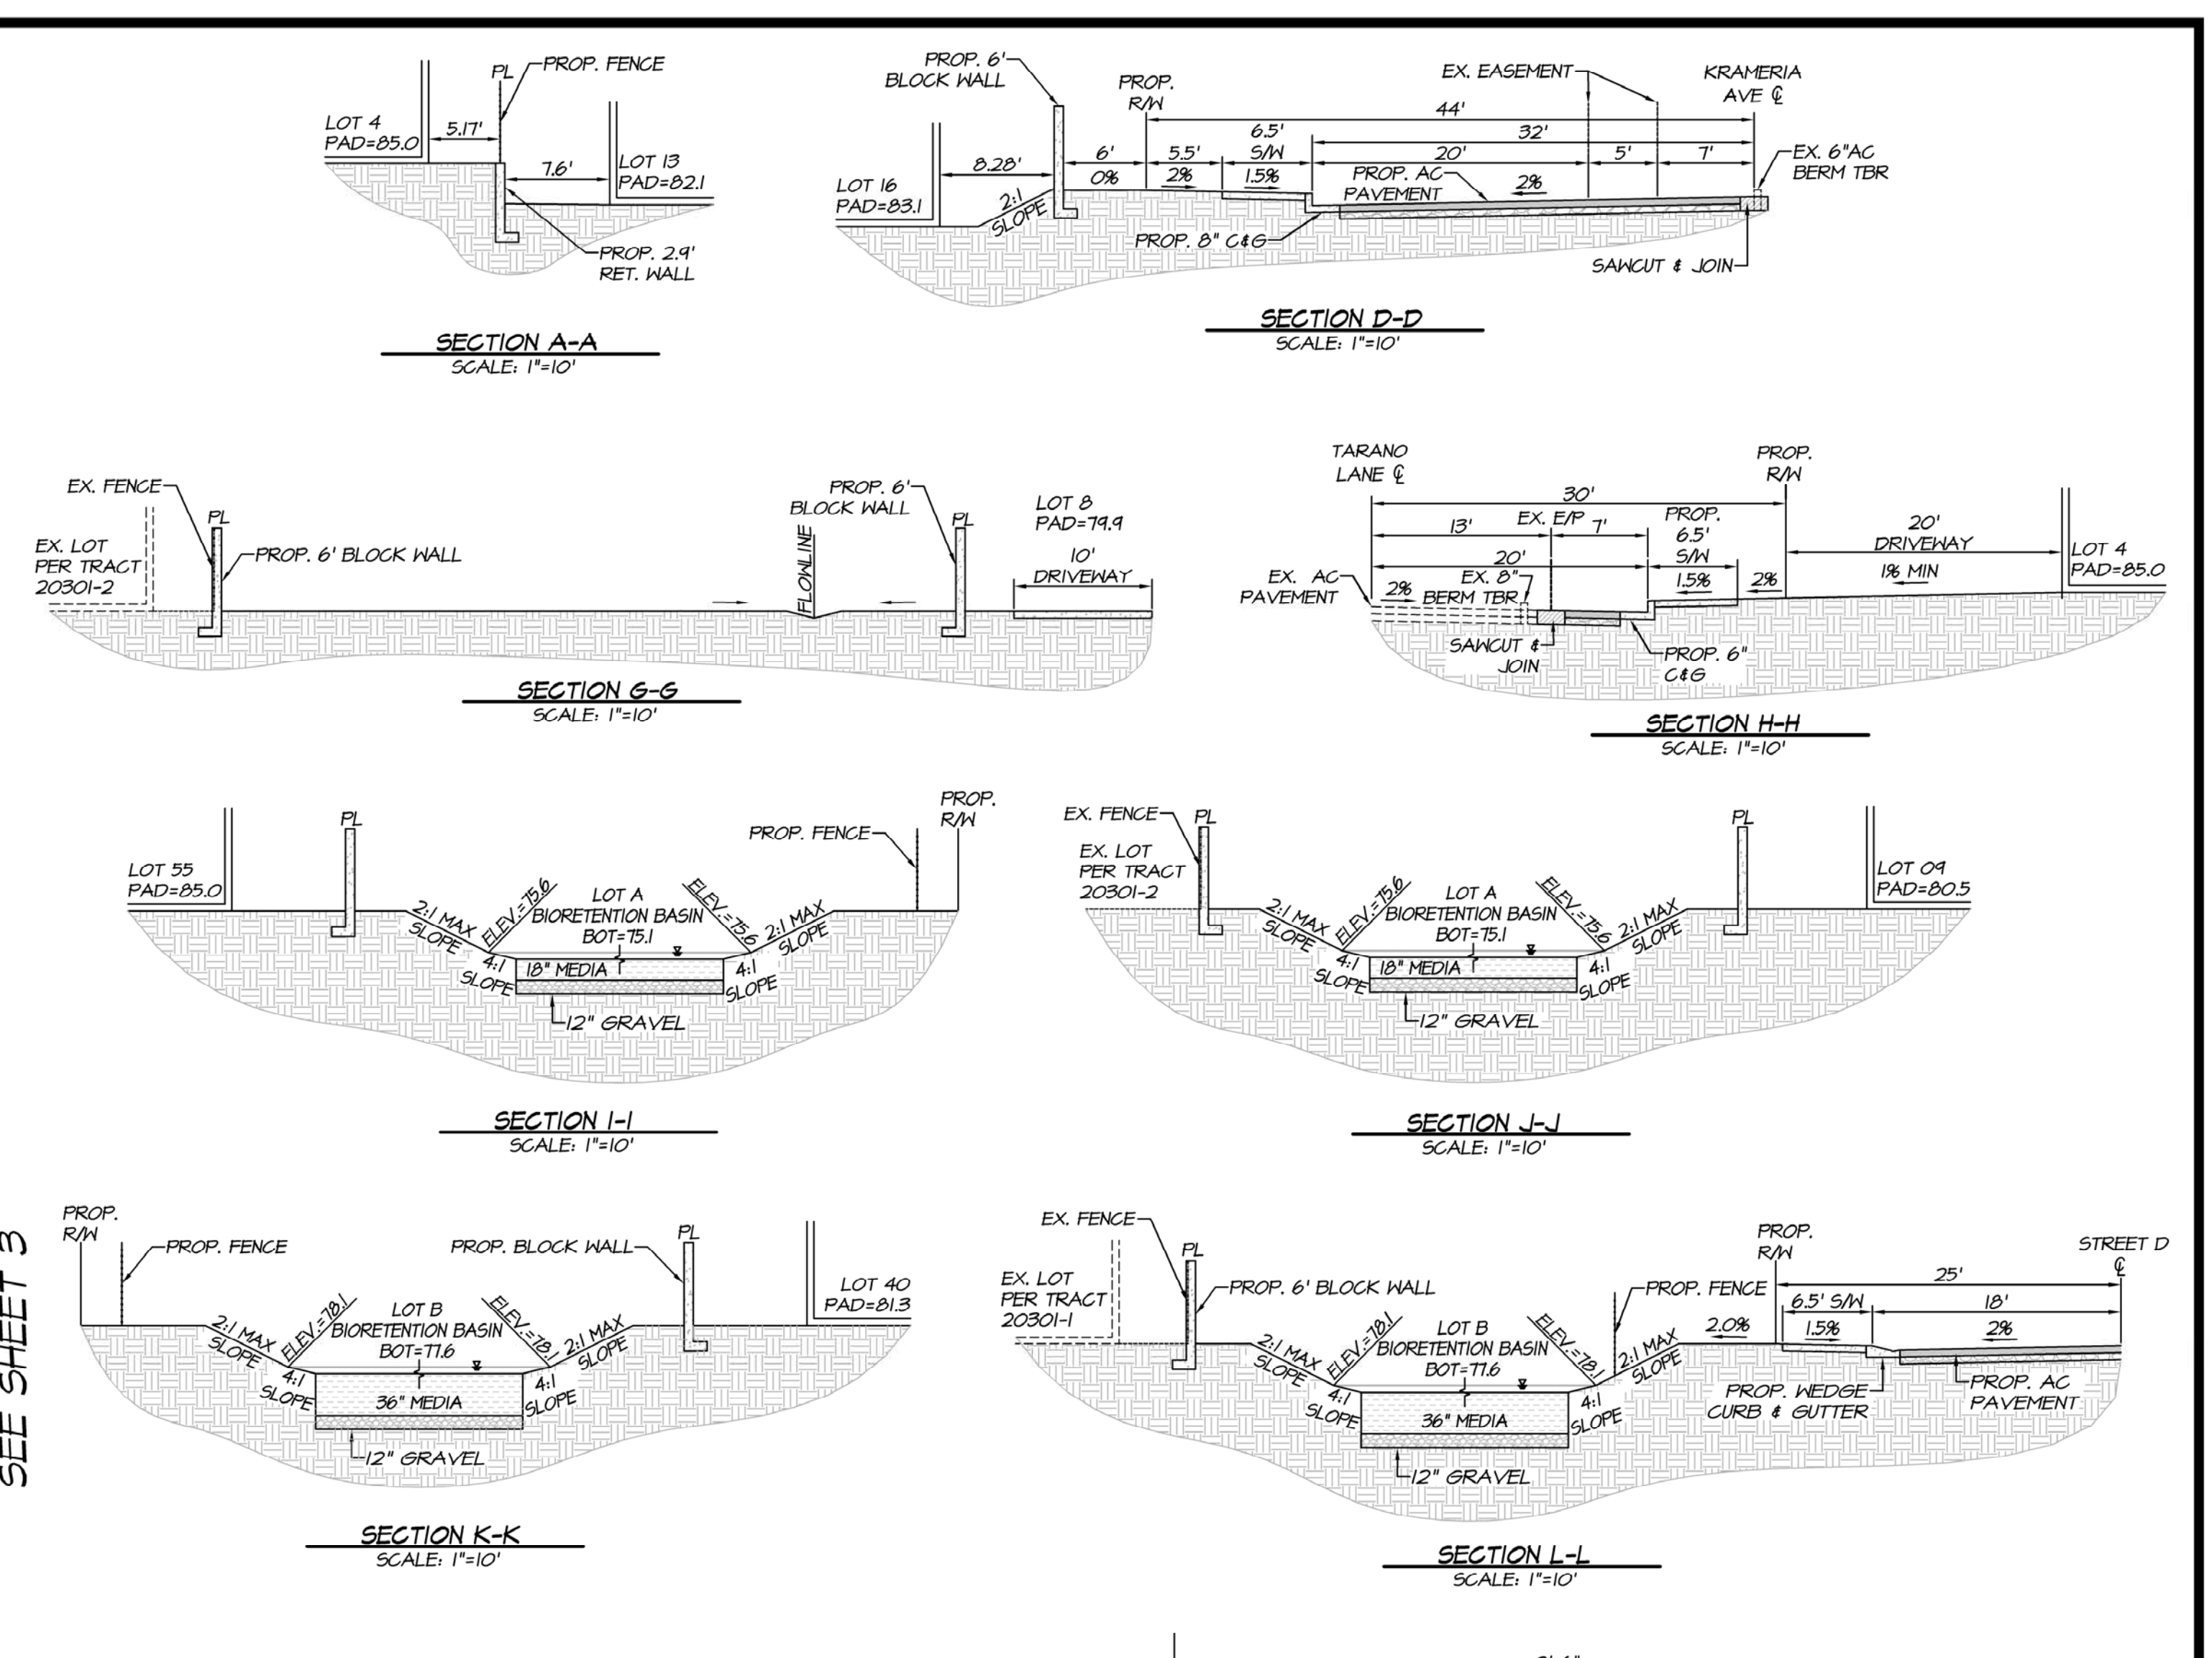 PL
PROP. FENCE
LOT 4
PAD=85.0
5.17'
7.6'
LOT 13
PAD=82.1
PROP. 2.9'
RET. WALL
SECTION A-A
SCALE: 1"=10'
PROP. 6'
BLOCK WALL
PROP.
R/W
EX. EASEMENT
KRAMERIA
AVE ℄
44'
32'
6.5'
S/W
8.28'
6'
5.5'
20'
5'
7'
EX. 6"AC
BERM TBR
LOT 16
PAD=83.1
0%
2%
1.5%
PROP. AC
PAVEMENT
2%
2:1
SLOPE
PROP. 8" C&G
SAWCUT & JOIN
SECTION D-D
SCALE: 1"=10'
EX. FENCE
PL
EX. LOT
PER TRACT
20301-2
PROP. 6' BLOCK WALL
FLOWLINE
PROP. 6'
BLOCK WALL
PL
LOT 8
PAD=79.9
10'
DRIVEWAY
SECTION G-G
SCALE: 1"=10'
TARANO
LANE ℄
PROP.
R/W
30'
13'
EX. E/P
7'
PROP.
6.5'
S/W
20'
DRIVEWAY
20'
EX. AC
PAVEMENT
2%
EX. 8"
BERM TBR
1.5%
2%
1% MIN
LOT 4
PAD=85.0
SAWCUT &
JOIN
PROP. 6"
C&G
SECTION H-H
SCALE: 1"=10'
LOT 55
PAD=85.0
PL
PROP. FENCE
PROP.
R/W
2:1 MAX
SLOPE
ELEV.=75.6
LOT A
BIORETENTION BASIN
BOT=75.1
ELEV.=75.6
2:1 MAX
SLOPE
4:1
SLOPE
18" MEDIA
4:1
SLOPE
12" GRAVEL
SECTION I-I
SCALE: 1"=10'
EX. FENCE
PL
EX. LOT
PER TRACT
20301-2
PL
LOT 09
PAD=80.5
2:1 MAX
SLOPE
ELEV.=75.6
LOT A
BIORETENTION BASIN
BOT=75.1
ELEV.=75.6
2:1 MAX
SLOPE
4:1
SLOPE
18" MEDIA
4:1
SLOPE
12" GRAVEL
SECTION J-J
SCALE: 1"=10'
SEE SHEET 3
PROP.
R/W
PROP. FENCE
PROP. BLOCK WALL
PL
LOT 40
PAD=81.3
2:1 MAX
SLOPE
ELEV.=78.1
LOT B
BIORETENTION BASIN
BOT=77.6
ELEV.=78.1
2:1 MAX
SLOPE
4:1
SLOPE
36" MEDIA
4:1
SLOPE
12" GRAVEL
SECTION K-K
SCALE: 1"=10'
EX. FENCE
PL
EX. LOT
PER TRACT
20301-1
PROP. 6' BLOCK WALL
PROP. FENCE
PROP.
R/W
STREET D
℄
25'
6.5' S/W
18'
2.0%
1.5%
2%
2:1 MAX
SLOPE
ELEV.=78.1
LOT B
BIORETENTION BASIN
BOT=77.6
ELEV.=78.1
2:1 MAX
SLOPE
4:1
SLOPE
36" MEDIA
4:1
SLOPE
PROP. WEDGE
CURB & GUTTER
PROP. AC
PAVEMENT
12" GRAVEL
SECTION L-L
SCALE: 1"=10'